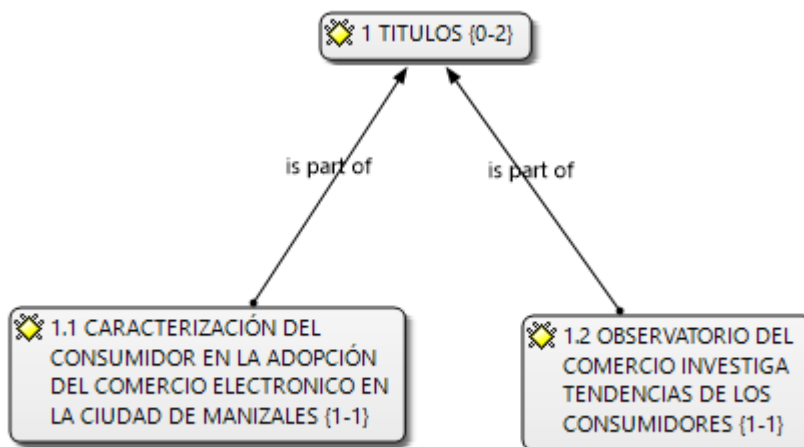 1 TITULOS {0-2}
is part of
is part of
1.1 CARACTERIZACIÓN DEL
CONSUMIDOR EN LA ADOPCIÓN
DEL COMERCIO ELECTRONICO EN
LA CIUDAD DE MANIZALES {1-1}
1.2 OBSERVATORIO DEL
COMERCIO INVESTIGA
TENDENCIAS DE LOS
CONSUMIDORES {1-1}